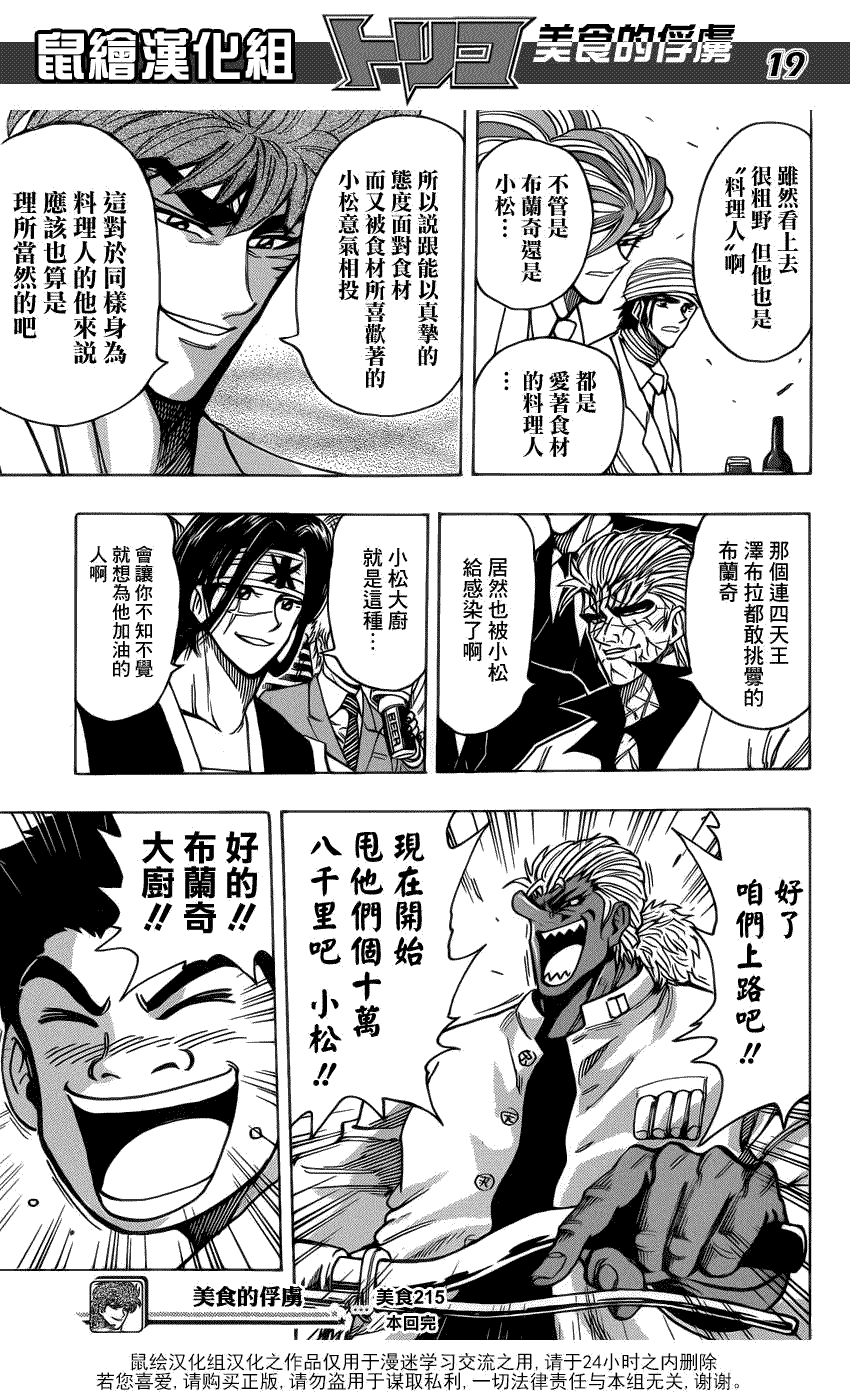 鼠繪漢化組
トリコ
美食的俘虜
19
雖然看上去
很粗野 但他也是
〝料理人〞啊
不管是
布蘭奇還是
小松…
都是
愛著食材
的料理人
…
所以說跟能以真摯的
態度面對食材
而又被食材所喜歡著的
小松意氣相投
這對於同樣身為
料理人的他來說
應該也算是
理所當然的吧
那個連四天王
澤布拉都敢挑釁的
布蘭奇
居然也被小松
給感染了啊
小松大廚
就是這種…
會讓你不知不覺
就想為他加油的
人啊
BEER
好了
咱們上路吧!!
現在開始
甩他們個十萬
八千里吧 小松!!
天
好的!!
布蘭奇
大廚!!
美食的俘虜
美食215
本回完
鼠绘汉化组汉化之作品仅用于漫迷学习交流之用, 请于24小时之内删除
若您喜爱, 请购买正版, 请勿盗用于谋取私利, 一切法律责任与本组无关, 谢谢。